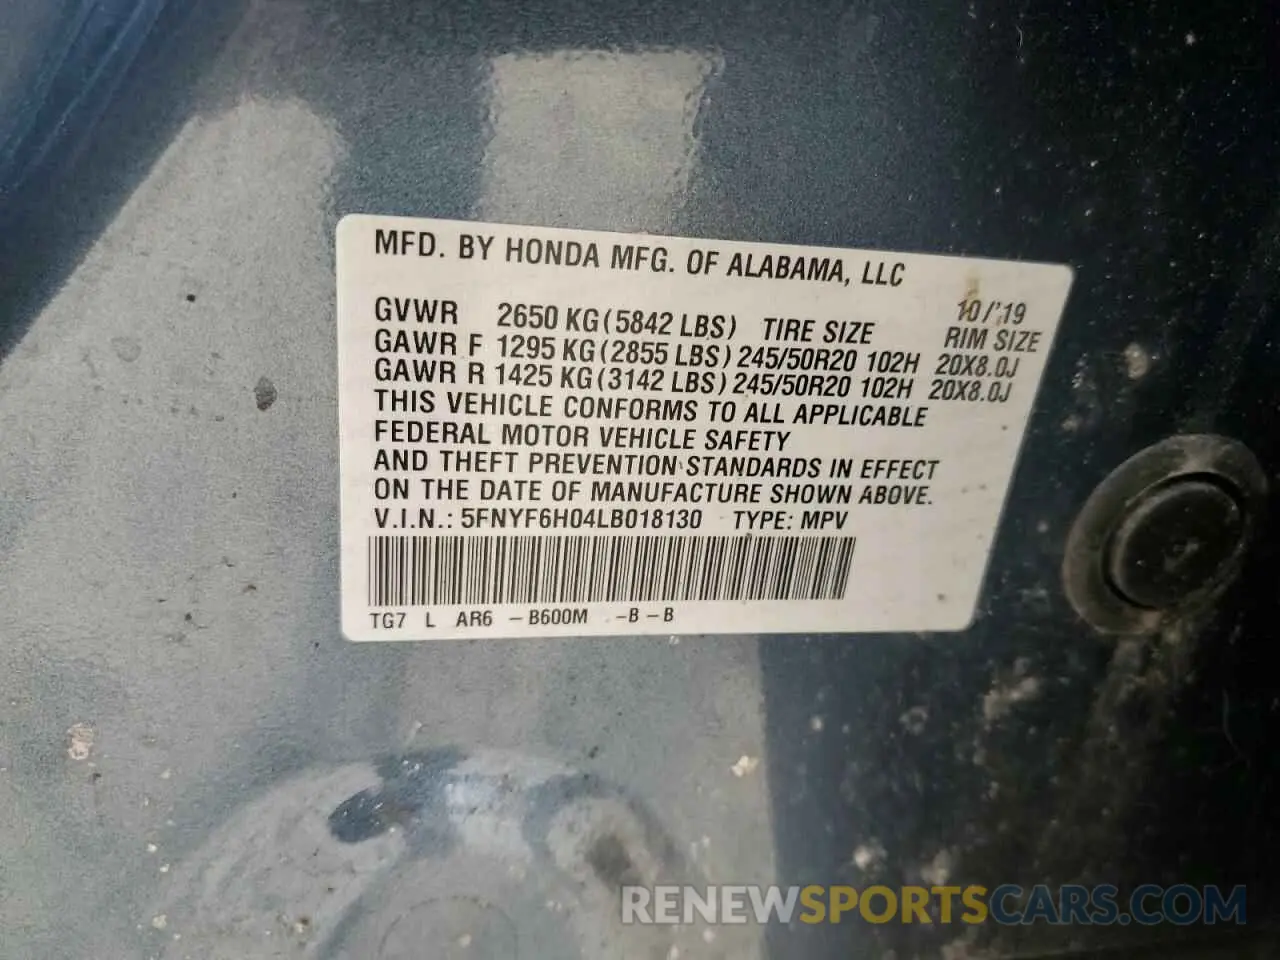 MFD. BY HONDA MFG. OF ALABAMA, LLC
10/'19
GVWR 2650 KG(5842 LBS) TIRE SIZE RIM SIZE
GAWR F 1295 KG(2855 LBS) 245/50R20 102H 20X8.0J
GAWR R 1425 KG(3142 LBS) 245/50R20 102H 20X8.0J
THIS VEHICLE CONFORMS TO ALL APPLICABLE
FEDERAL MOTOR VEHICLE SAFETY
AND THEFT PREVENTION STANDARDS IN EFFECT
ON THE DATE OF MANUFACTURE SHOWN ABOVE.
V.I.N.: 5FNYF6H04LB018130 TYPE: MPV
TG7 L AR6 – B600M – B – B
RENEWSPORTSCARS.COM